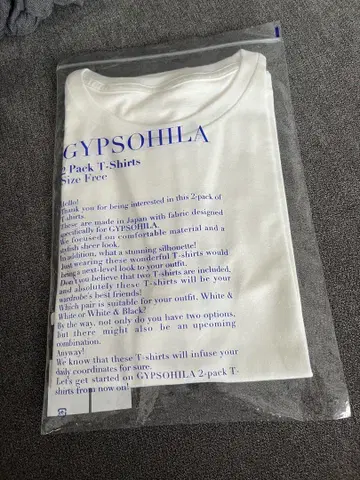 GYPSOHILA
2 Pack T-Shirts
Size Free
Hello!
Thank you for being interested in this 2-pack of
T-shirts.
These are made in Japan with fabric designed
specifically for GYPSOHILA.
We focused on comfortable material and a
stylish sheer look.
In addition, what a stunning silhouette!
Just wearing these wonderful T-shirts would
bring a next-level look to your outfit.
Don't you believe that two T-shirts are included,
and absolutely these T-shirts will be your
wardrobe's best friends!
Which pair is suitable for your outfit, White &
White or White & Black?
By the way, not only do you have two options,
but there might also be an upcoming
combination.
Anyway!
We know that these T-shirts will infuse your
daily coordinates for sure.
Let's get started on GYPSOHILA 2-pack T-
shirts from now on!